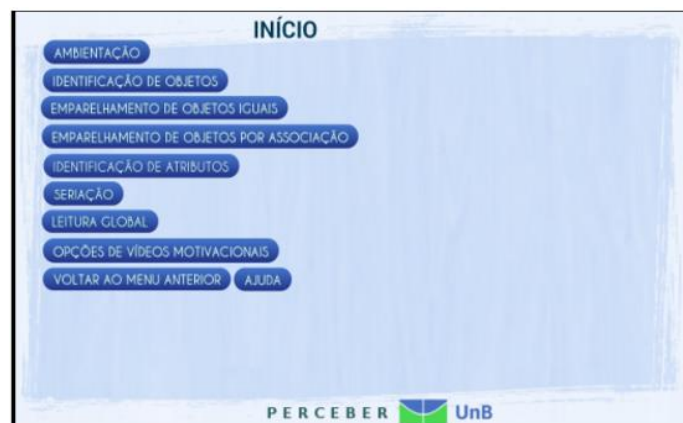 INÍCIO
AMBIENTAÇÃO
IDENTIFICAÇÃO DE OBJETOS
EMPARELHAMENTO DE OBJETOS IGUAIS
EMPARELHAMENTO DE OBJETOS POR ASSOCIAÇÃO
IDENTIFICAÇÃO DE ATRIBUTOS
SERIAÇÃO
LEITURA GLOBAL
OPÇÕES DE VÍDEOS MOTIVACIONAIS
VOLTAR AO MENU ANTERIOR AJUDA
PERCEBER UnB